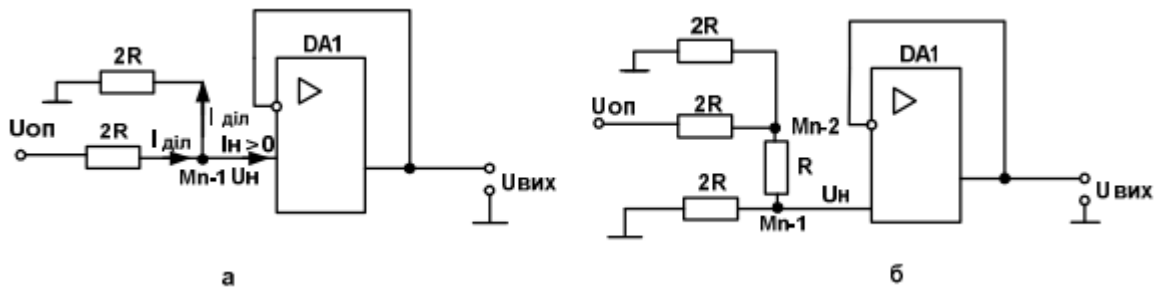 2R
DA1
Uоп
2R
I діл
I діл
Iн > 0
Mn-1 Uн
Uвих
а
2R
DA1
Uоп
2R
Mn-2
R
2R
Uн
Mn-1
Uвих
б